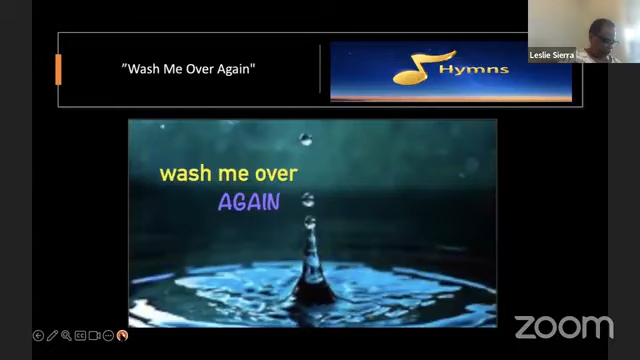 ”Wash Me Over Again"
Hymns
Leslie Sierra
wash me over
AGAIN
zoom